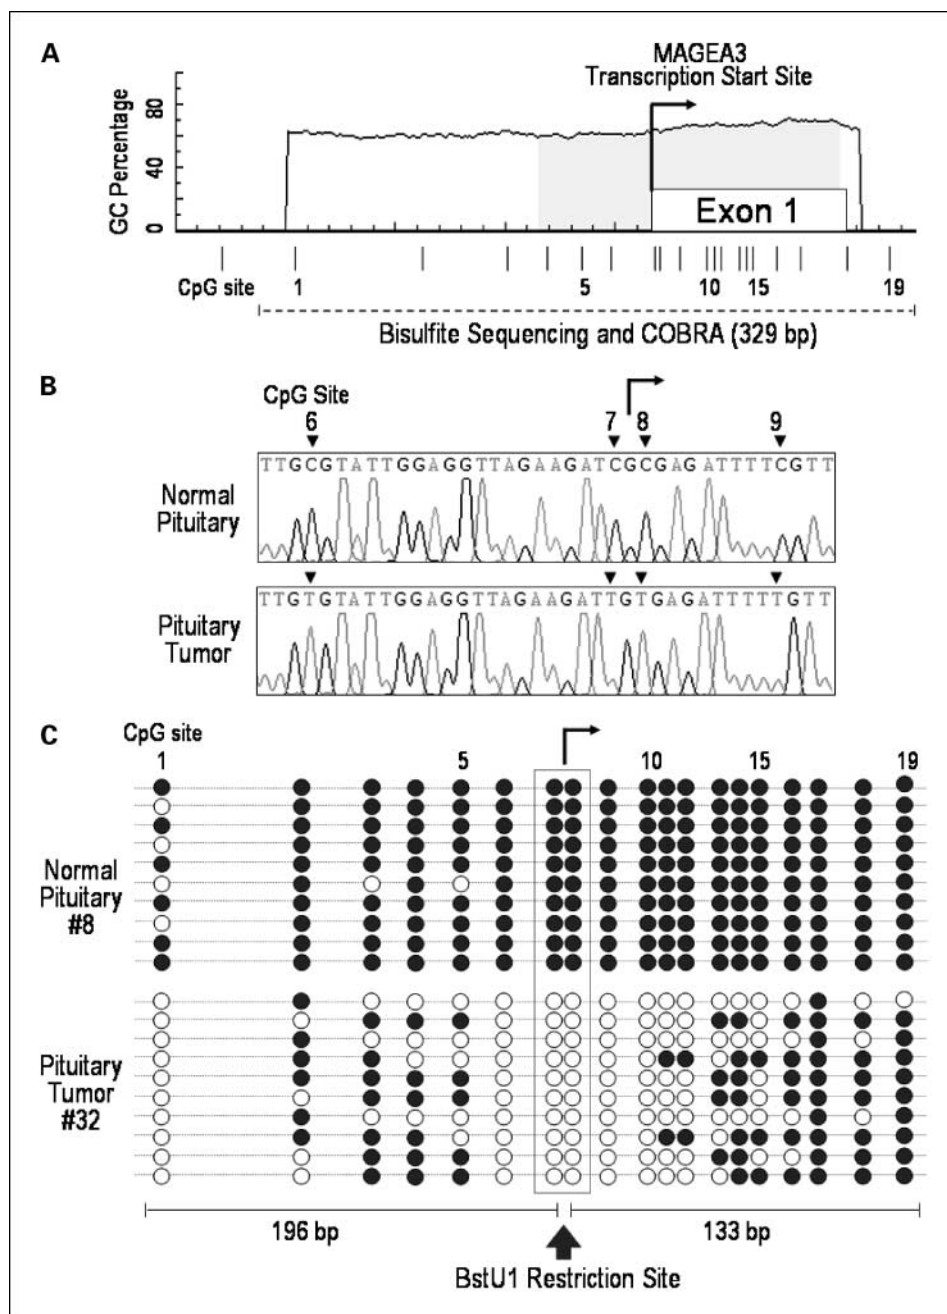 A
MAGEA3
Transcription Start Site
GC Percentage
80
40
0
Exon 1
CpG site 1 5 10 15 19
Bisulfite Sequencing and COBRA (329 bp)
B
CpG Site
6 7 8 9
Normal
Pituitary
TTGCGTATTGGAGGTTAGAAGATCGCGAGATTTTCGTT
Pituitary
Tumor
TTGTGTATTGGAGGTTAGAAGATTGTGAGATTTTTGTT
C
CpG site
1 5 10 15 19
Normal
Pituitary
#8
Pituitary
Tumor
#32
196 bp 133 bp
BstU1 Restriction Site